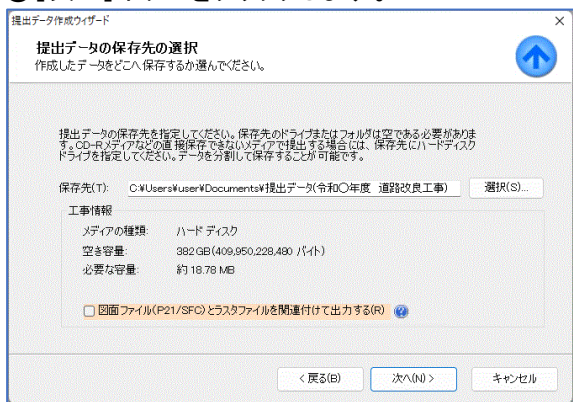 提出データ作成ウィザード
提出データの保存先の選択
作成したデータをどこへ保存するか選んでください。
提出データの保存先を指定してください。保存先のドライブまたはフォルダは空である必要がありま
す。CD-Rメディアなどの直接保存できないメディアで提出する場合には、保存先にハードディスク
ドライブを指定してください。データを分割して保存することが可能です。
保存先(T): C:¥Users¥user¥Documents¥提出データ(令和〇年度 道路改良工事) 選択(S)...
工事情報
メディアの種類: ハード ディスク
空き容量: 382 GB(409,950,228,480 バイト)
必要な容量: 約 18.78 MB
図面ファイル(P21/SFC)とラスタファイルを関連付けて出力する(R)
< 戻る(B) 次へ(N) > キャンセル